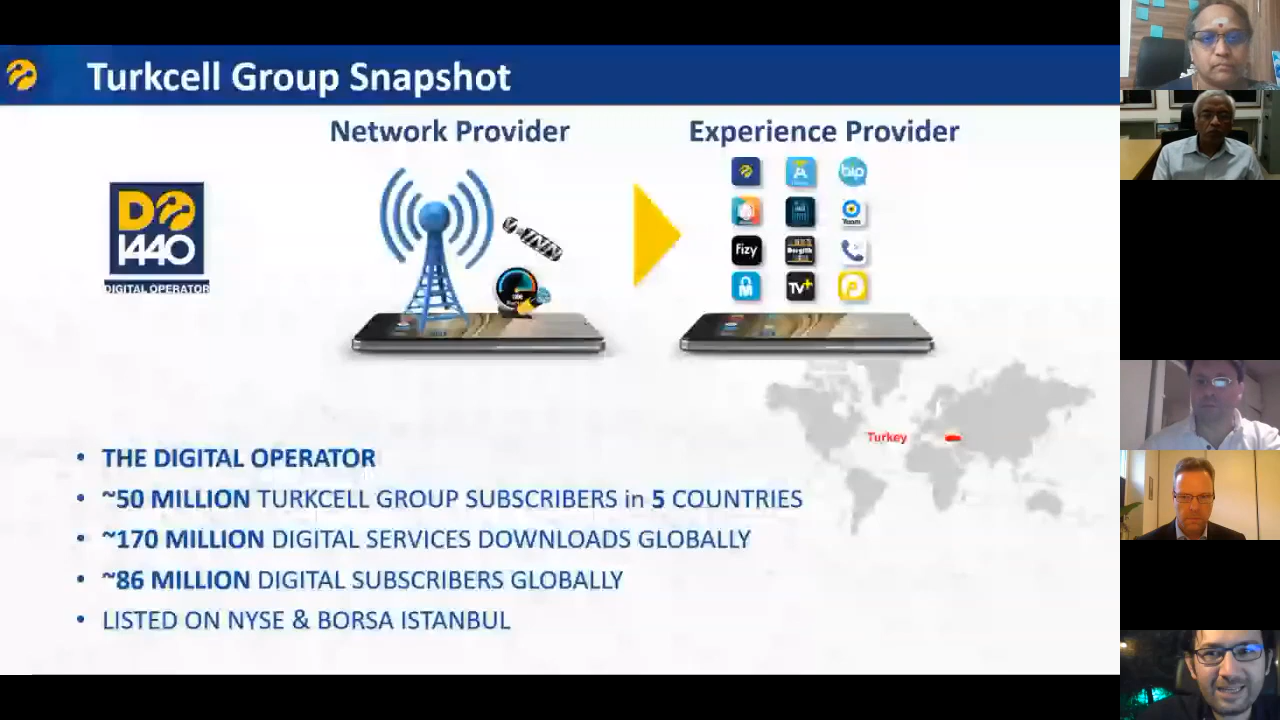 Turkcell Group Snapshot
Network Provider
Experience Provider
1440
DIGITAL OPERATOR
bip
fizy
Dergilik
TV+
Turkey
• THE DIGITAL OPERATOR
• ~50 MILLION TURKCELL GROUP SUBSCRIBERS in 5 COUNTRIES
• ~170 MILLION DIGITAL SERVICES DOWNLOADS GLOBALLY
• ~86 MILLION DIGITAL SUBSCRIBERS GLOBALLY
• LISTED ON NYSE & BORSA ISTANBUL